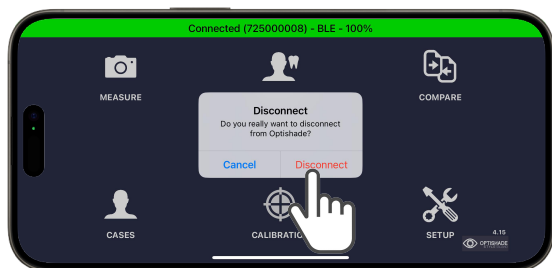 Connected (725000008) - BLE - 100%
MEASURE
COMPARE
Disconnect
Do you really want to disconnect
from Optishade?
Cancel
Disconnect
CASES
CALIBRATIO
SETUP
4.15
OPTISHADE